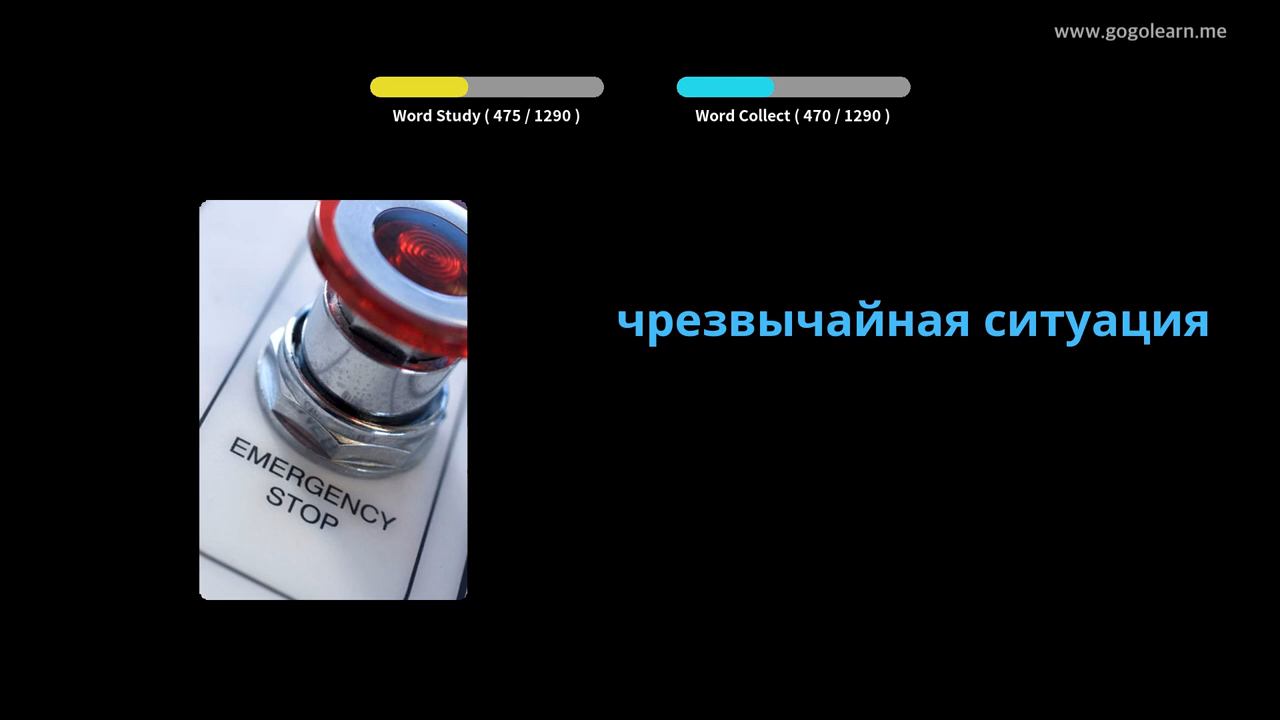 www.gogolearn.me
Word Study ( 475 / 1290 )
Word Collect ( 470 / 1290 )
чрезвычайная ситуация
EMERGENCY
STOP